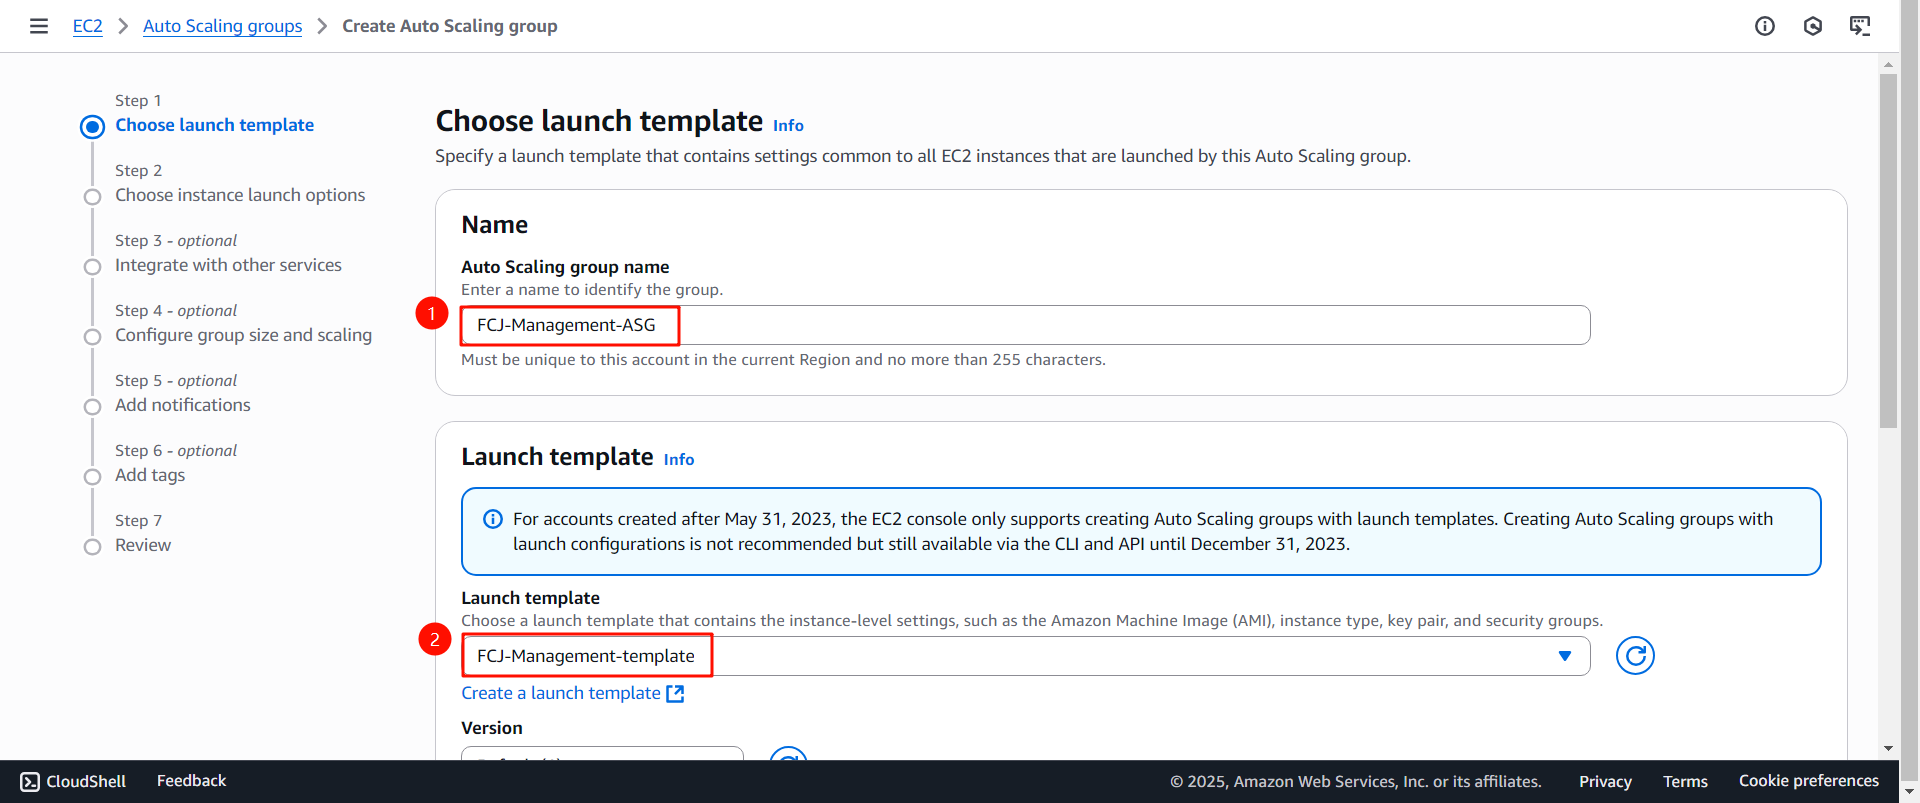 EC2 > Auto Scaling groups > Create Auto Scaling group
Step 1
Choose launch template
Step 2
Choose instance launch options
Step 3 - optional
Integrate with other services
Step 4 - optional
Configure group size and scaling
Step 5 - optional
Add notifications
Step 6 - optional
Add tags
Step 7
Review
Choose launch template Info
Specify a launch template that contains settings common to all EC2 instances that are launched by this Auto Scaling group.
Name
Auto Scaling group name
Enter a name to identify the group.
1
FCJ-Management-ASG
Must be unique to this account in the current Region and no more than 255 characters.
Launch template Info
For accounts created after May 31, 2023, the EC2 console only supports creating Auto Scaling groups with launch templates. Creating Auto Scaling groups with
launch configurations is not recommended but still available via the CLI and API until December 31, 2023.
Launch template
Choose a launch template that contains the instance-level settings, such as the Amazon Machine Image (AMI), instance type, key pair, and security groups.
2
FCJ-Management-template
Create a launch template
Version
CloudShell Feedback © 2025, Amazon Web Services, Inc. or its affiliates. Privacy Terms Cookie preferences